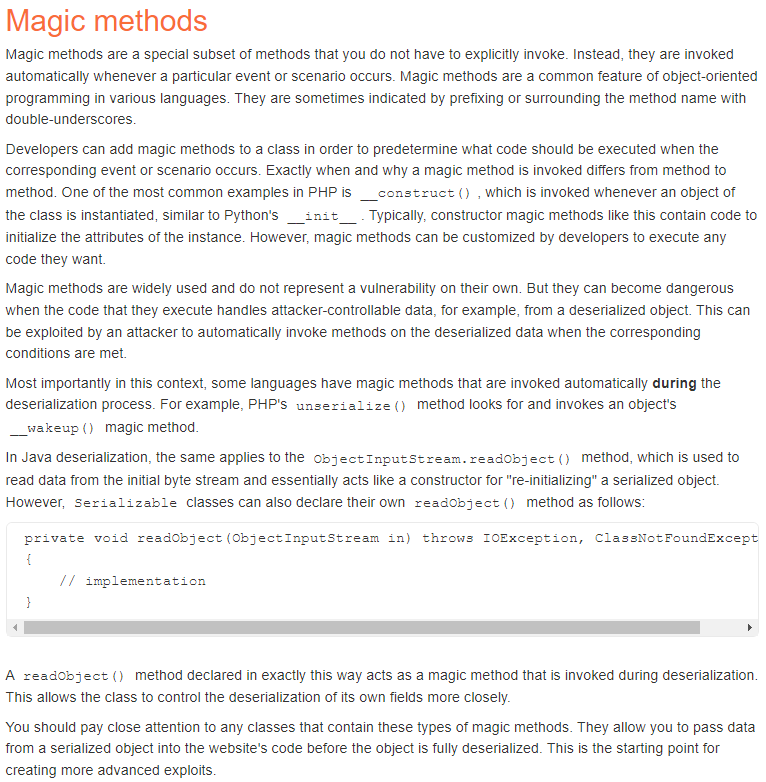 Magic methods
Magic methods are a special subset of methods that you do not have to explicitly invoke. Instead, they are invoked
automatically whenever a particular event or scenario occurs. Magic methods are a common feature of object-oriented
programming in various languages. They are sometimes indicated by prefixing or surrounding the method name with
double-underscores.
Developers can add magic methods to a class in order to predetermine what code should be executed when the
corresponding event or scenario occurs. Exactly when and why a magic method is invoked differs from method to
method. One of the most common examples in PHP is __construct() , which is invoked whenever an object of
the class is instantiated, similar to Python's __init__ . Typically, constructor magic methods like this contain code to
initialize the attributes of the instance. However, magic methods can be customized by developers to execute any
code they want.
Magic methods are widely used and do not represent a vulnerability on their own. But they can become dangerous
when the code that they execute handles attacker-controllable data, for example, from a deserialized object. This can
be exploited by an attacker to automatically invoke methods on the deserialized data when the corresponding
conditions are met.
Most importantly in this context, some languages have magic methods that are invoked automatically during the
deserialization process. For example, PHP's unserialize() method looks for and invokes an object's
__wakeup() magic method.
In Java deserialization, the same applies to the ObjectInputStream.readObject() method, which is used to
read data from the initial byte stream and essentially acts like a constructor for "re-initializing" a serialized object.
However, Serializable classes can also declare their own readObject() method as follows:
private void readObject(ObjectInputStream in) throws IOException, ClassNotFoundExcept
{
// implementation
}
A readObject() method declared in exactly this way acts as a magic method that is invoked during deserialization.
This allows the class to control the deserialization of its own fields more closely.
You should pay close attention to any classes that contain these types of magic methods. They allow you to pass data
from a serialized object into the website's code before the object is fully deserialized. This is the starting point for
creating more advanced exploits.